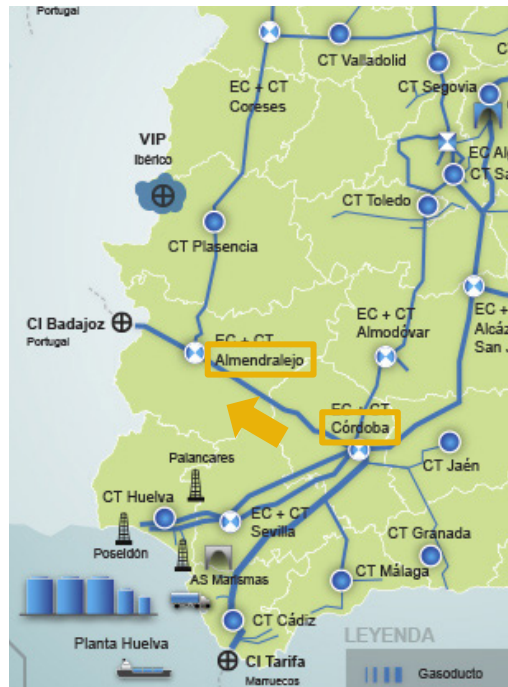 Portugal
CT Valladolid
EC + CT
Coreses
CT Segovia
VIP
Ibérico
EC Al
CT Sa
CT Toledo
CT Plasencia
CI Badajoz
Portugal
EC + CT
Almendralejo
EC + CT
Almodóvar
EC +
Alcáz
San J
EC + CT
Córdoba
Palancares
CT Jaén
CT Huelva
EC + CT
Sevilla
Poseidón
AS Marismas
CT Granada
CT Málaga
CT Cádiz
Planta Huelva
CI Tarifa
Marruecos
LEYENDA
Gasoducto